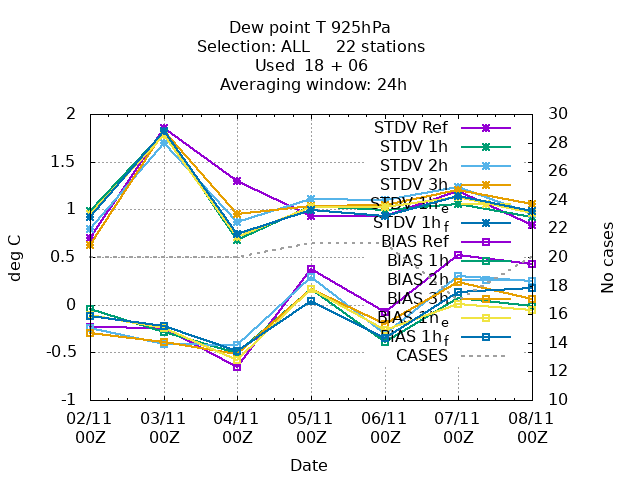 Dew point T 925hPa
Selection: ALL 22 stations
Used 18 + 06
Averaging window: 24h
2
1.5
1
0.5
0
-0.5
-1
30
28
26
24
22
20
18
16
14
12
10
deg C
No cases
STDV Ref
STDV 1h
STDV 2h
STDV 3h
STDV 1h_e
STDV 1h_f
BIAS Ref
BIAS 1h
BIAS 2h
BIAS 3h
BIAS 1h_e
BIAS 1h_f
CASES
02/11 03/11 04/11 05/11 06/11 07/11 08/11
00Z 00Z 00Z 00Z 00Z 00Z 00Z
Date